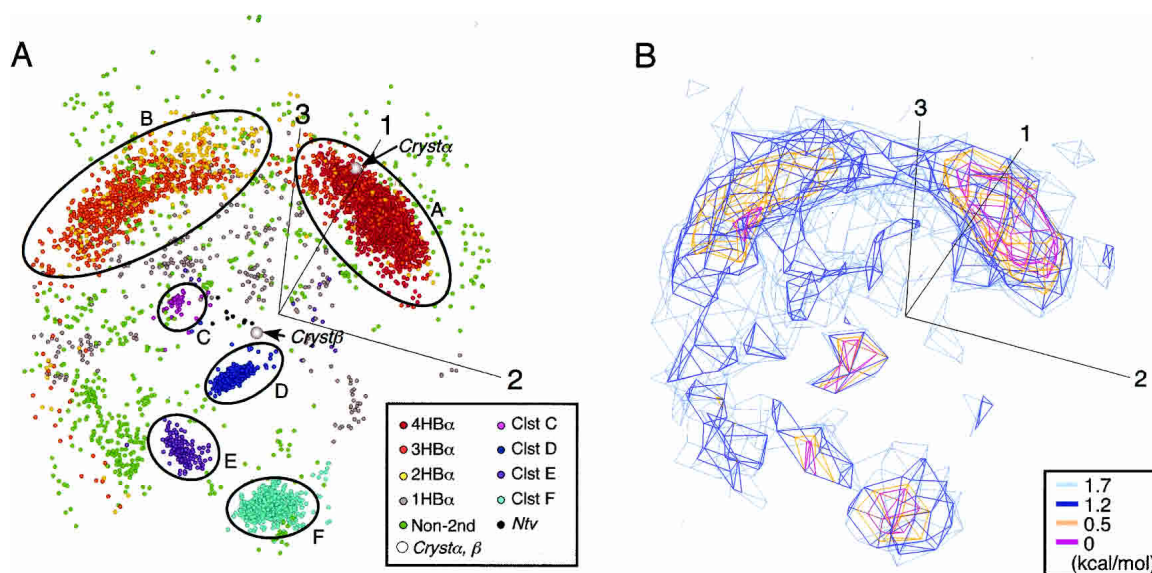 A
B
3
1
Crystα
A
C
Crystβ
2
D
E
F
4HBα
3HBα
2HBα
1HBα
Non-2nd
Crystα, β
Clst C
Clst D
Clst E
Clst F
Ntv
B
3
1
2
1.7
1.2
0.5
0
(kcal/mol)